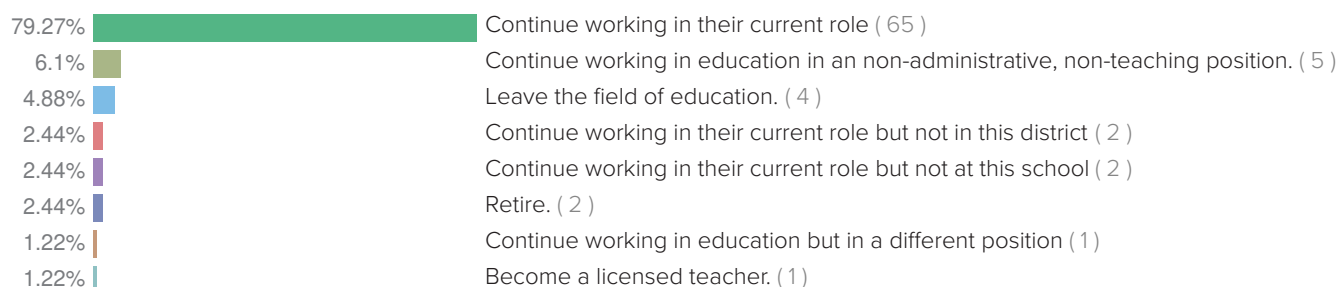 79.27% Continue working in their current role ( 65 )
6.1% Continue working in education in an non-administrative, non-teaching position. ( 5 )
4.88% Leave the field of education. ( 4 )
2.44% Continue working in their current role but not in this district ( 2 )
2.44% Continue working in their current role but not at this school ( 2 )
2.44% Retire. ( 2 )
1.22% Continue working in education but in a different position ( 1 )
1.22% Become a licensed teacher. ( 1 )